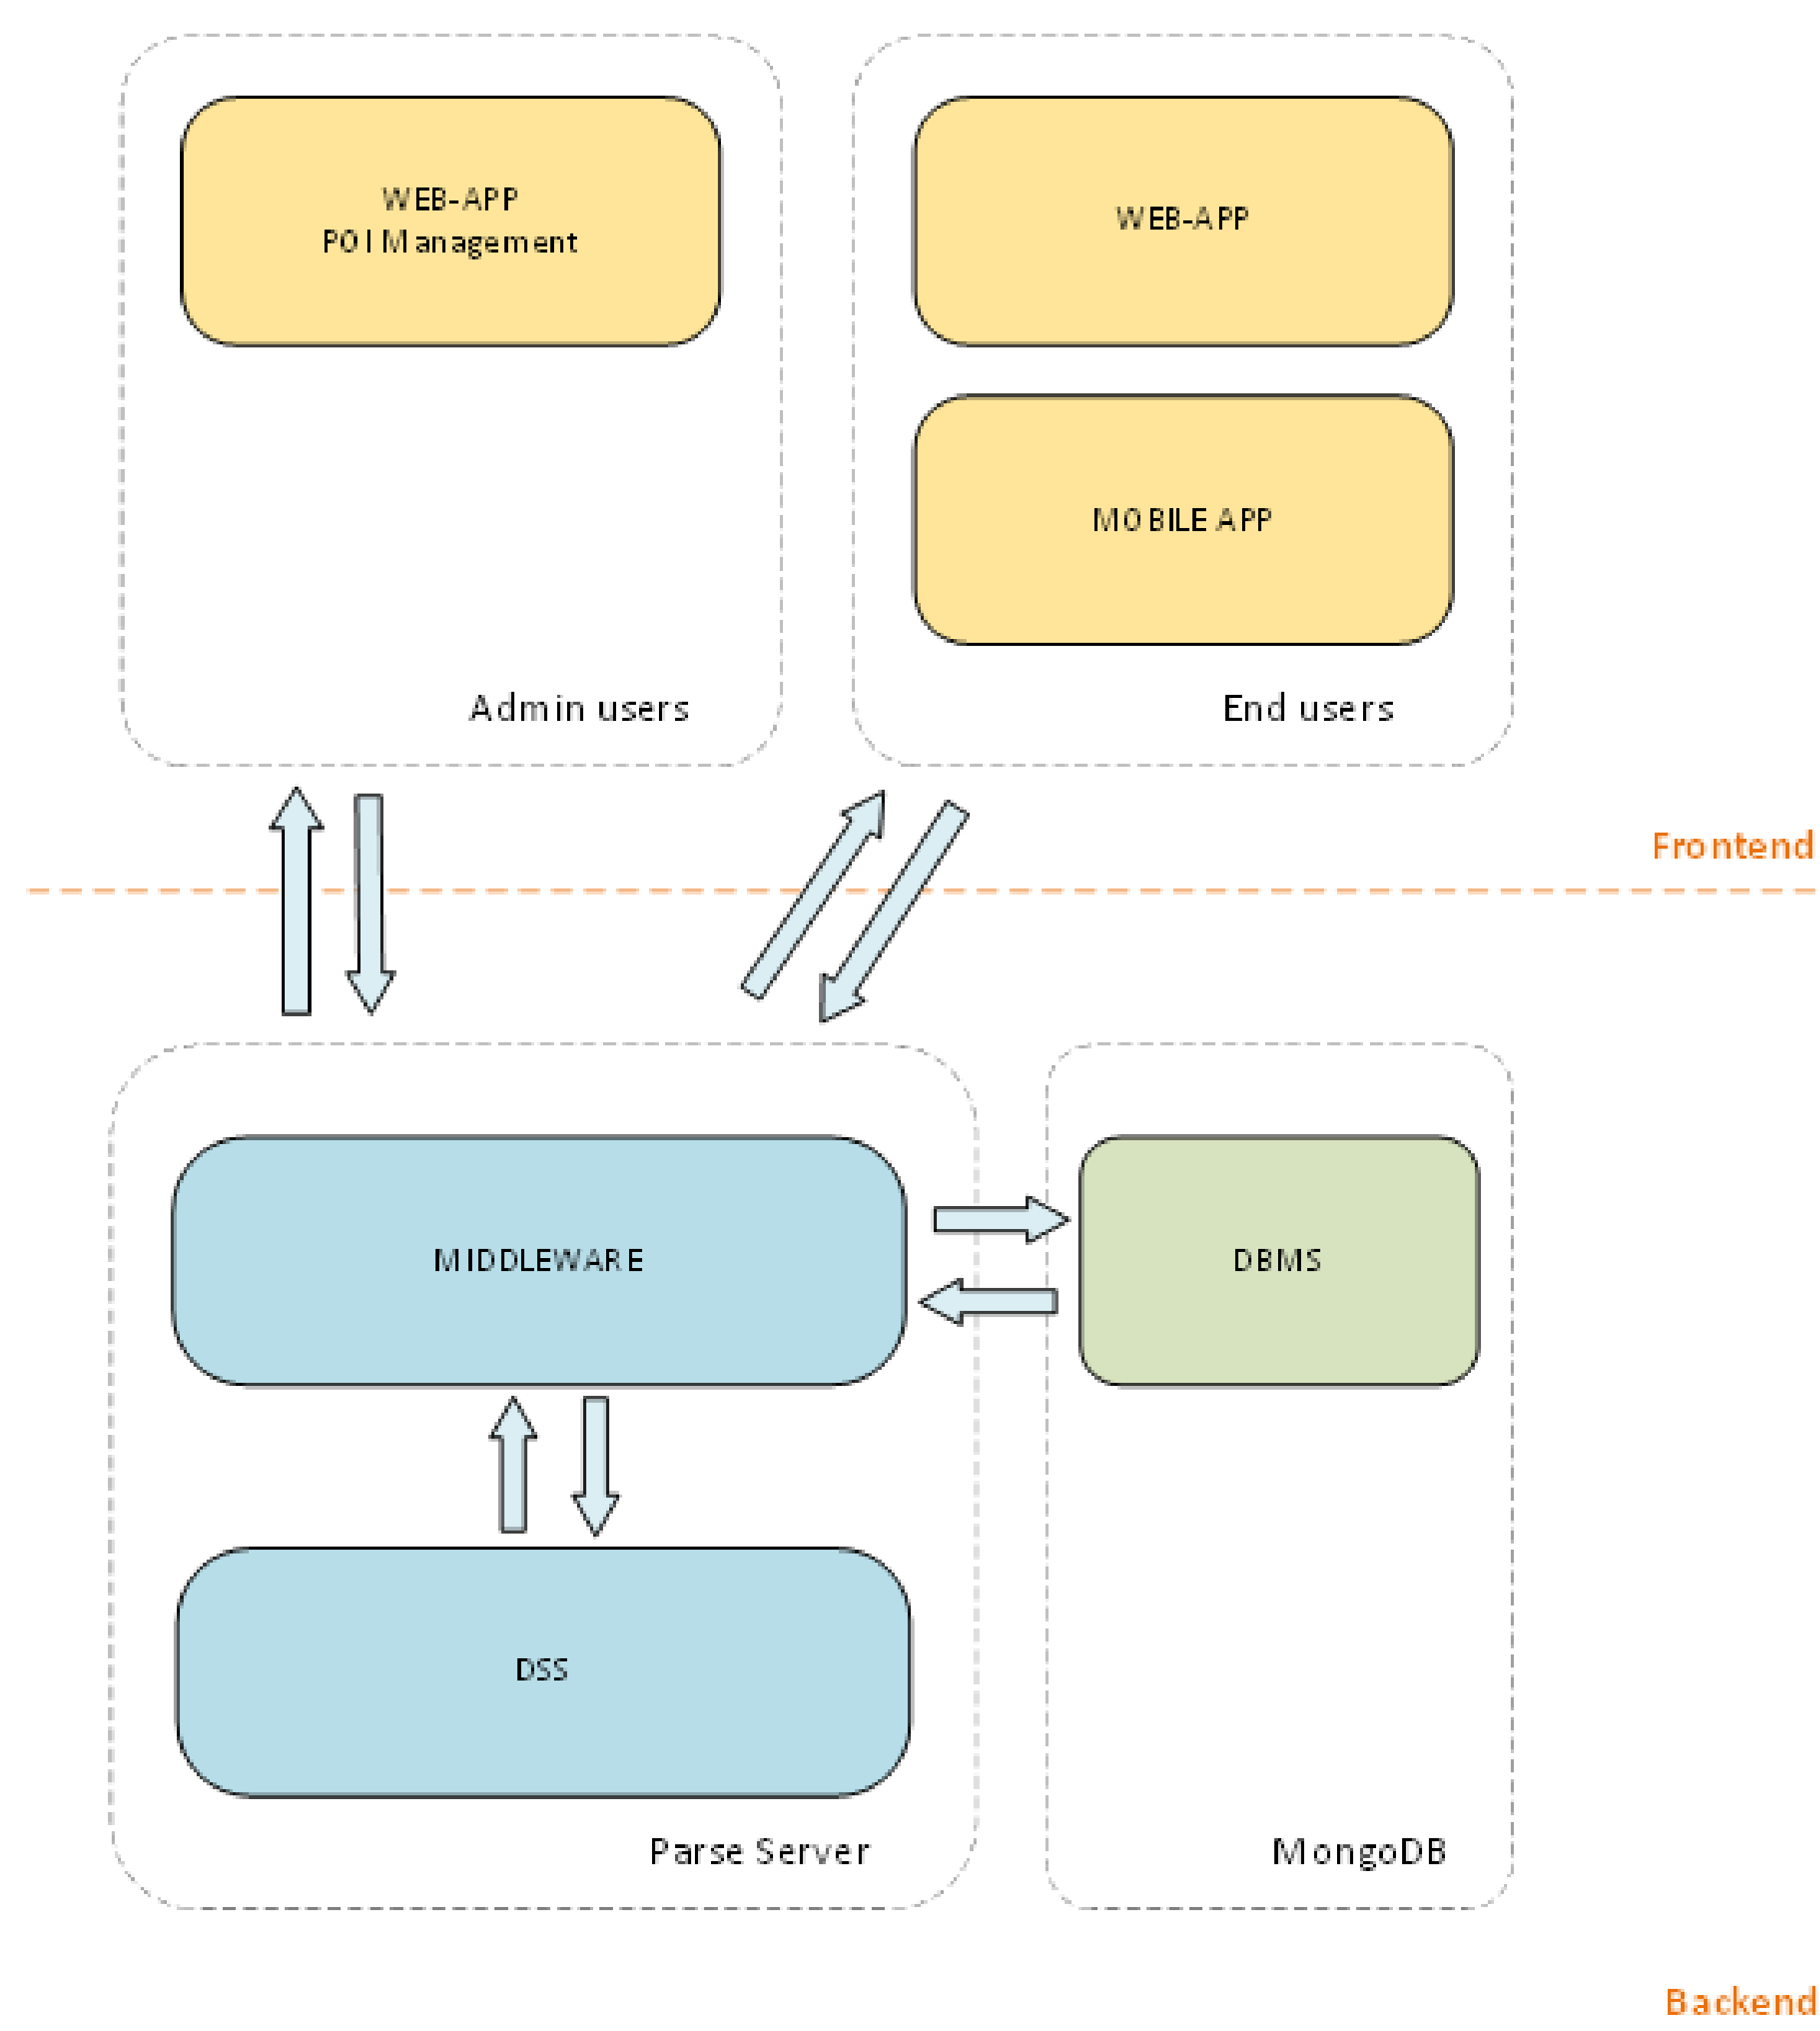 WEB-APP
POI Management
WEB-APP
MOBILE APP
Admin users
End users
Frontend
MIDDLEWARE
DBMS
DSS
Parse Server
MongoDB
Backend